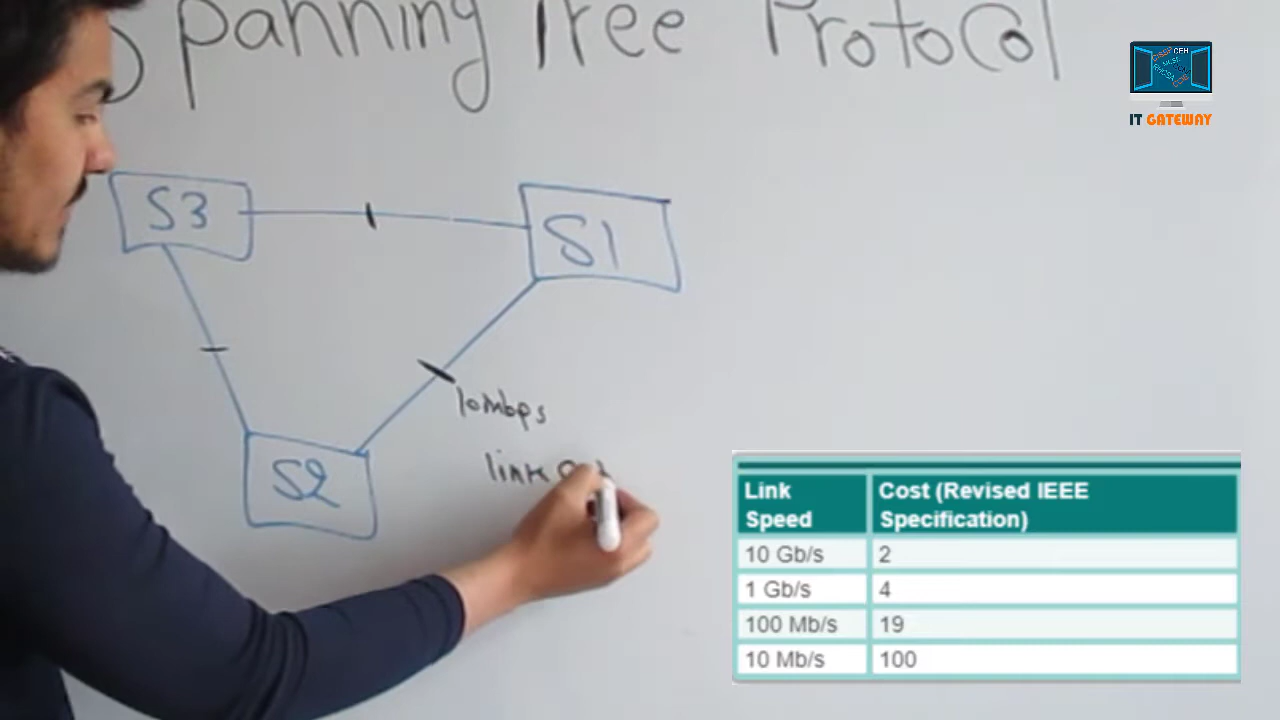 Spanning Tree Protocol
CEH
IT GATEWAY
S3
S1
10Mbps
link
S2
Link Speed
Cost (Revised IEEE Specification)
10 Gb/s 2
1 Gb/s 4
100 Mb/s 19
10 Mb/s 100